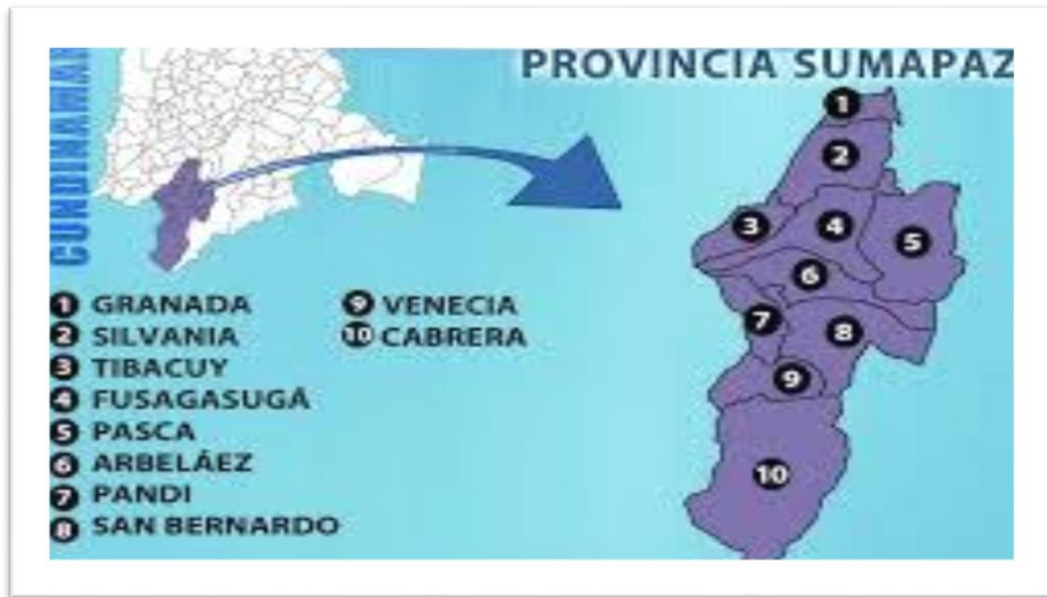 PROVINCIA SUMAPAZ
1 GRANADA
2 SILVANIA
3 TIBACUY
4 FUSAGASUGÁ
5 PASCA
6 ARBELÁEZ
7 PANDI
8 SAN BERNARDO
9 VENECIA
10 CABRERA
1
2
3
4
5
6
7
8
9
10